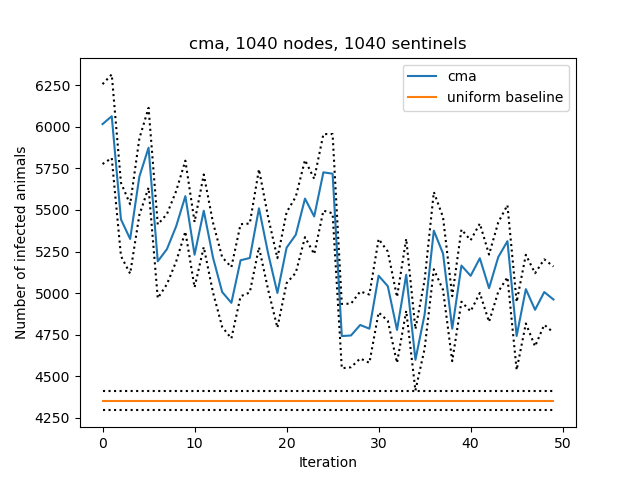 cma, 1040 nodes, 1040 sentinels
cma
uniform baseline
Number of infected animals
6250
6000
5750
5500
5250
5000
4750
4500
4250
0 10 20 30 40 50
Iteration